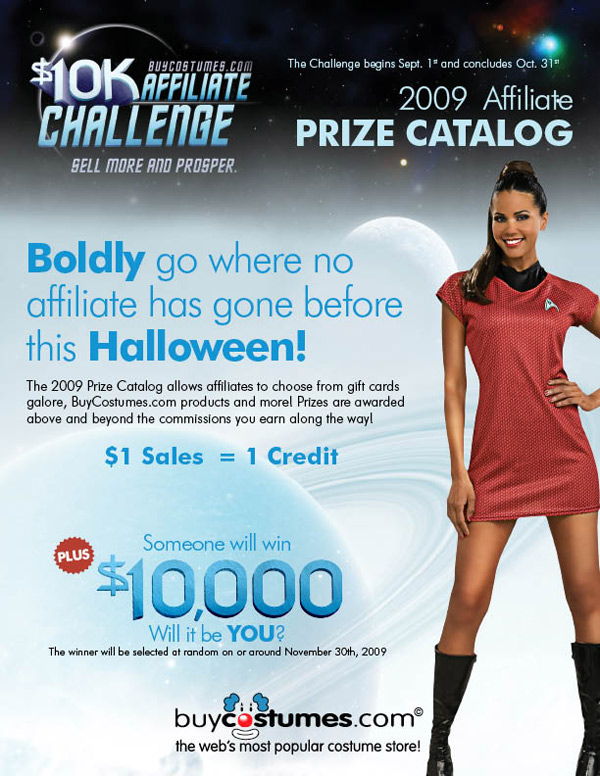 $10K BUYCOSTUMES.COM
AFFILIATE
CHALLENGE
SELL MORE AND PROSPER.
The Challenge begins Sept. 1st and concludes Oct. 31st
2009 Affiliate
PRIZE CATALOG
Boldly go where no
affiliate has gone before
this Halloween!
The 2009 Prize Catalog allows affiliates to choose from gift cards
galore, BuyCostumes.com products and more! Prizes are awarded
above and beyond the commissions you earn along the way!
$1 Sales = 1 Credit
PLUS
Someone will win
$10,000
Will it be YOU?
The winner will be selected at random on or around November 30th, 2009
buycostumes.com©
the web's most popular costume store!